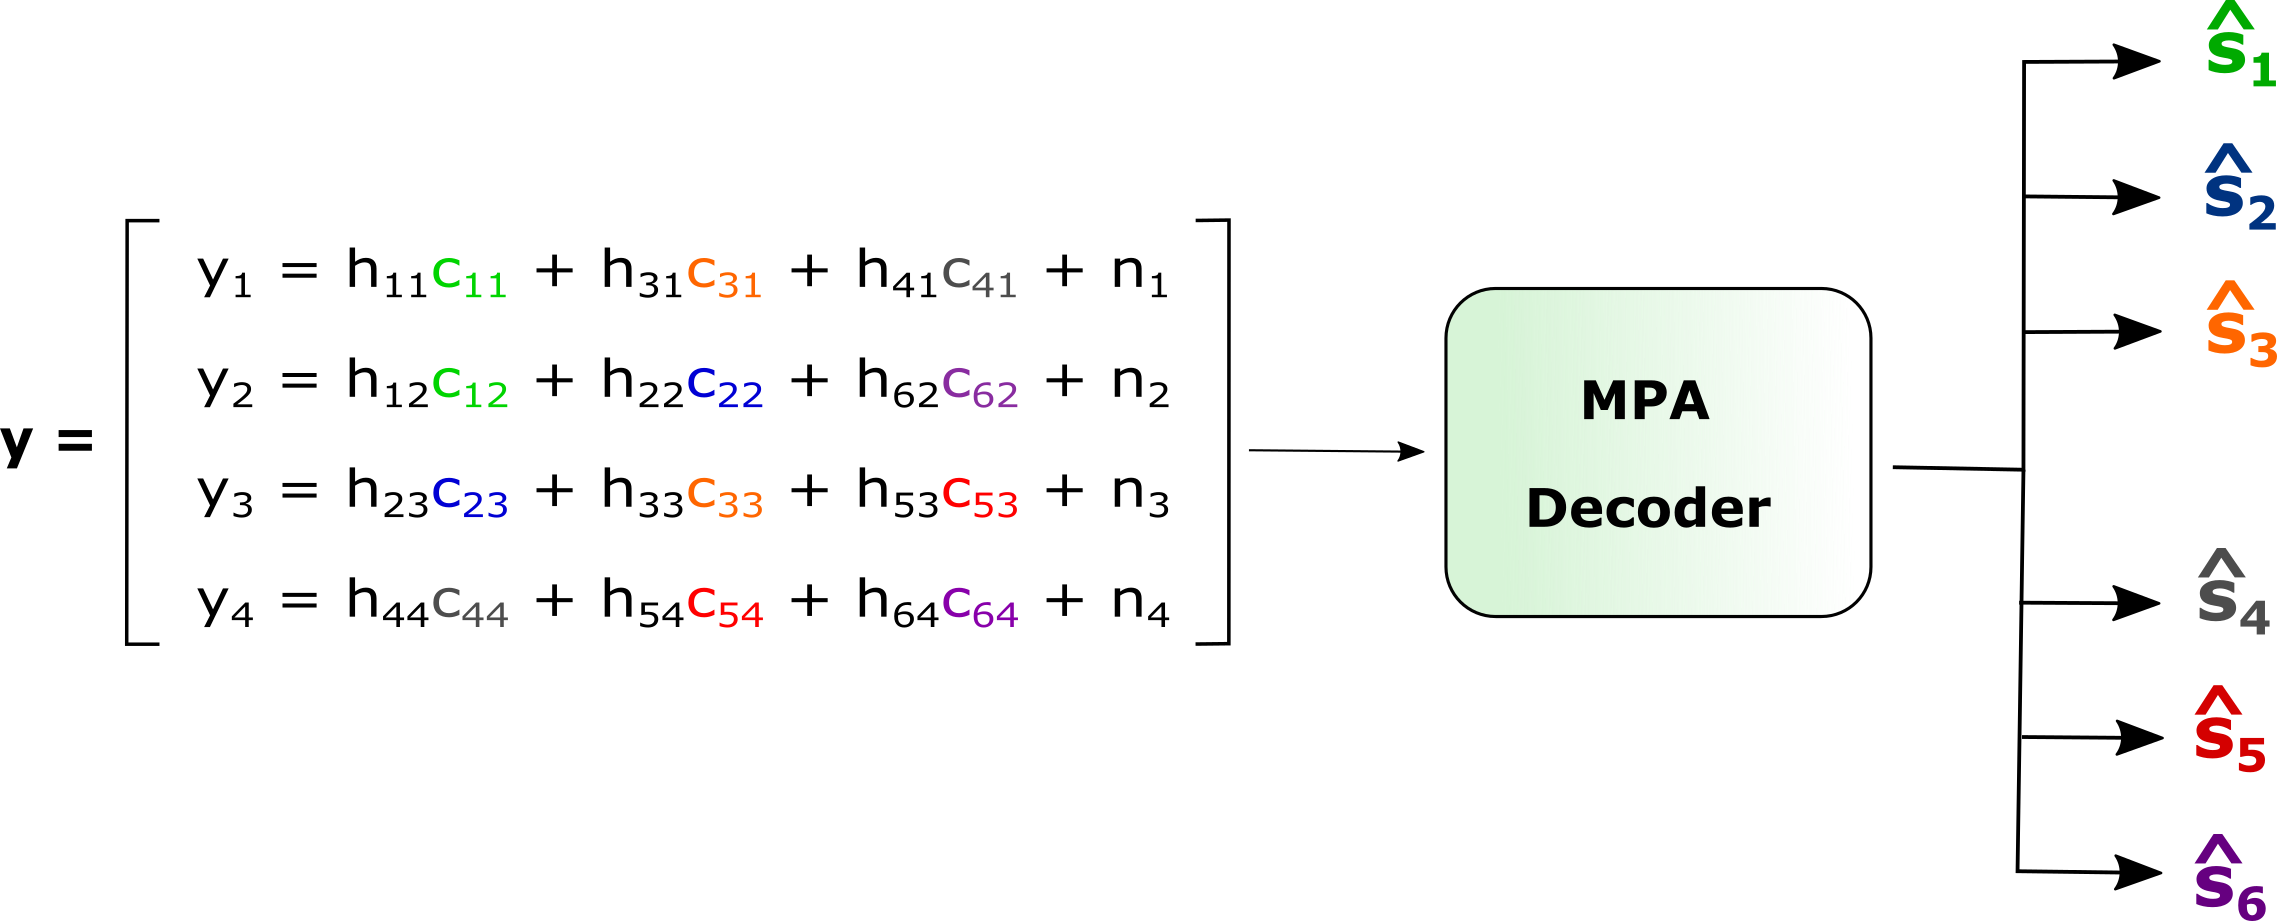 y =
y₁ = h₁₁c₁₁ + h₃₁c₃₁ + h₄₁c₄₁ + n₁
y₂ = h₁₂c₁₂ + h₂₂c₂₂ + h₆₂c₆₂ + n₂
y₃ = h₂₃c₂₃ + h₃₃c₃₃ + h₅₃c₅₃ + n₃
y₄ = h₄₄c₄₄ + h₅₄c₅₄ + h₆₄c₆₄ + n₄
MPA
Decoder
ŝ₁
ŝ₂
ŝ₃
ŝ₄
ŝ₅
ŝ₆